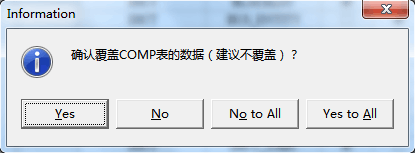 Information
确认覆盖COMP表的数据（建议不覆盖）？
Yes
No
No to All
Yes to All